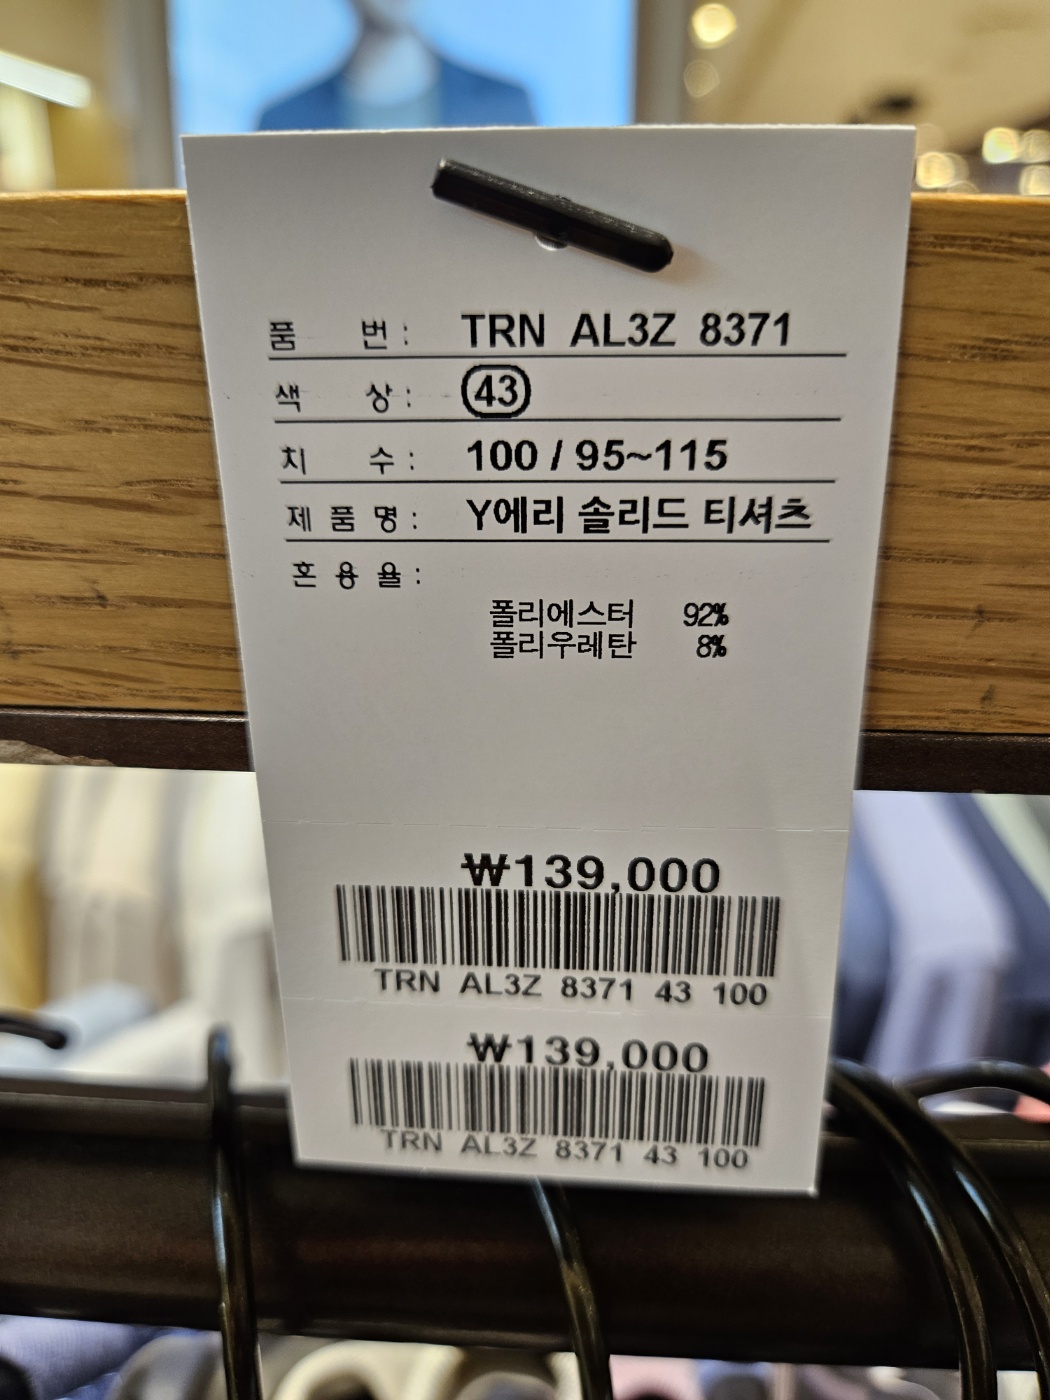 품 번 : TRN AL3Z 8371
색 상 : 43
치 수 : 100 / 95~115
제 품 명 : Y에리 솔리드 티셔츠
혼 용 율 :
폴리에스터 92%
폴리우레탄 8%
₩139,000
TRN AL3Z 8371 43 100
₩139,000
TRN AL3Z 8371 43 100